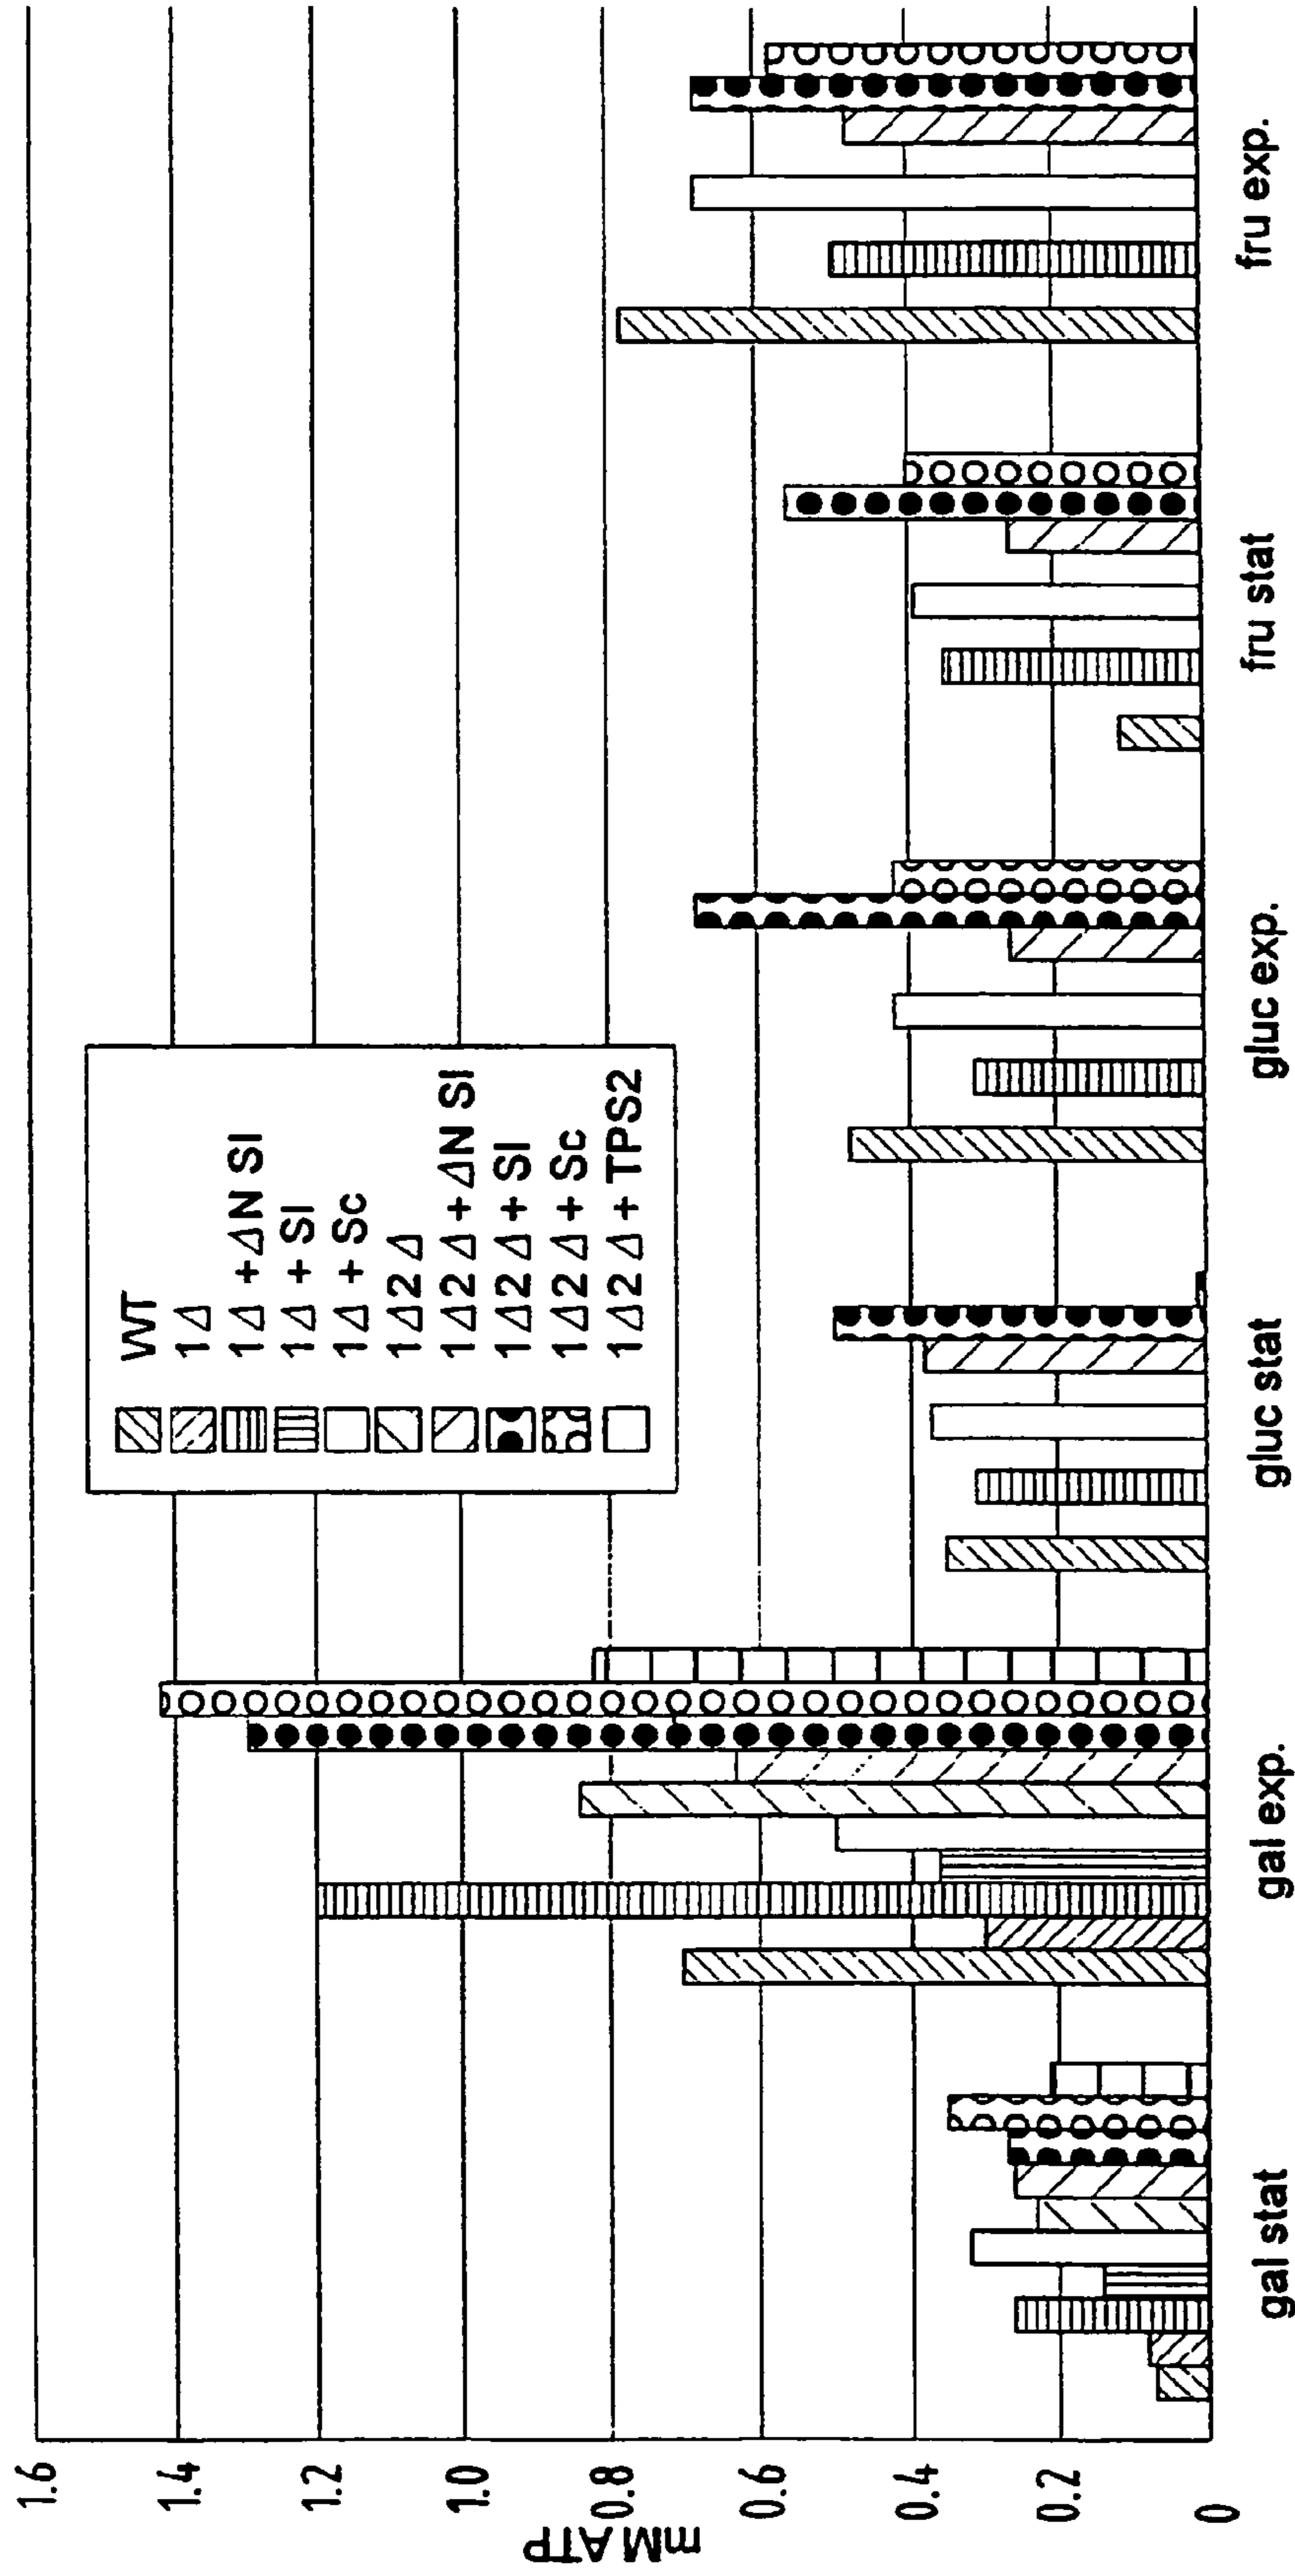 1.6
1.4
1.2
1.0
0.8
0.6
0.4
0.2
0
mM ATP
WT
1Δ
1Δ +ΔN Sl
1Δ + Sl
1Δ + Sc
1Δ2Δ
1Δ2Δ+ΔN Sl
1Δ2Δ+ Sl
1Δ2Δ+ Sc
1Δ2Δ+ TPS2
gal stat
gal exp.
gluc stat
gluc exp.
fru stat
fru exp.